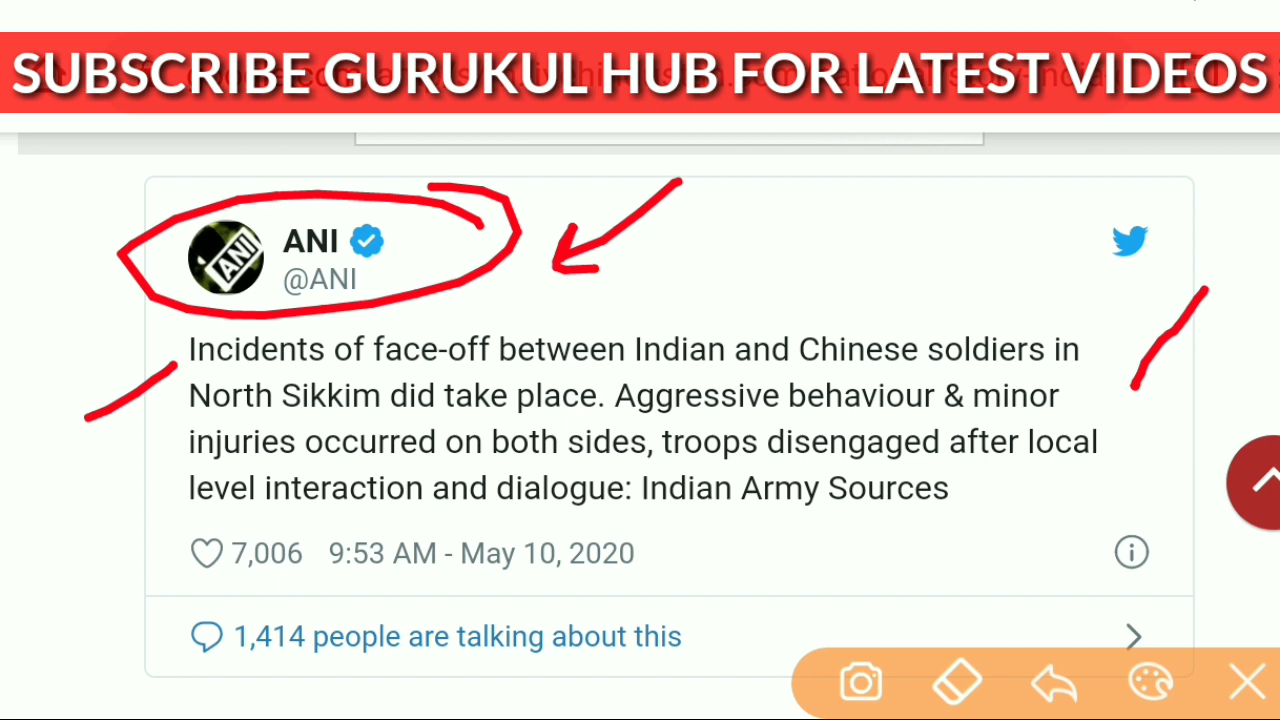 SUBSCRIBE GURUKUL HUB FOR LATEST VIDEOS
ANI
ANI
@ANI
Incidents of face-off between Indian and Chinese soldiers in
North Sikkim did take place. Aggressive behaviour & minor
injuries occurred on both sides, troops disengaged after local
level interaction and dialogue: Indian Army Sources
7,006 9:53 AM - May 10, 2020
1,414 people are talking about this